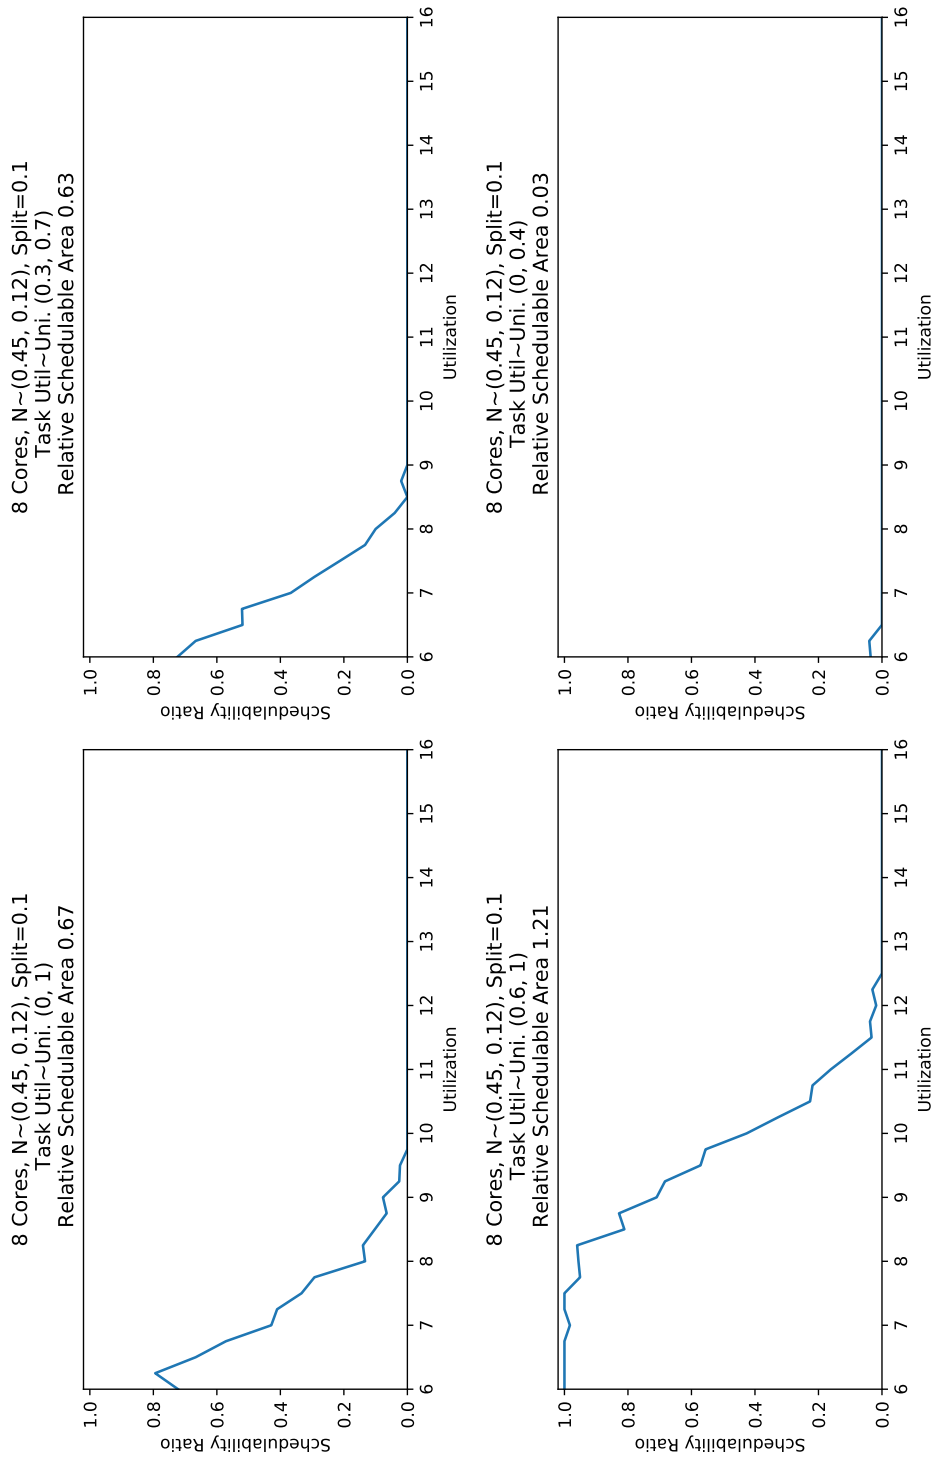 8 Cores, N~(0.45, 0.12), Split=0.1
Task Util~Uni. (0, 1)
Relative Schedulable Area 0.67
1.0
0.8
0.6
0.4
0.2
0.0
Schedulability Ratio
6 7 8 9 10 11 12 13 14 15 16
Utilization
8 Cores, N~(0.45, 0.12), Split=0.1
Task Util~Uni. (0.3, 0.7)
Relative Schedulable Area 0.63
1.0
0.8
0.6
0.4
0.2
0.0
Schedulability Ratio
6 7 8 9 10 11 12 13 14 15 16
Utilization
8 Cores, N~(0.45, 0.12), Split=0.1
Task Util~Uni. (0.6, 1)
Relative Schedulable Area 1.21
1.0
0.8
0.6
0.4
0.2
0.0
Schedulability Ratio
6 7 8 9 10 11 12 13 14 15 16
Utilization
8 Cores, N~(0.45, 0.12), Split=0.1
Task Util~Uni. (0, 0.4)
Relative Schedulable Area 0.03
1.0
0.8
0.6
0.4
0.2
0.0
Schedulability Ratio
6 7 8 9 10 11 12 13 14 15 16
Utilization